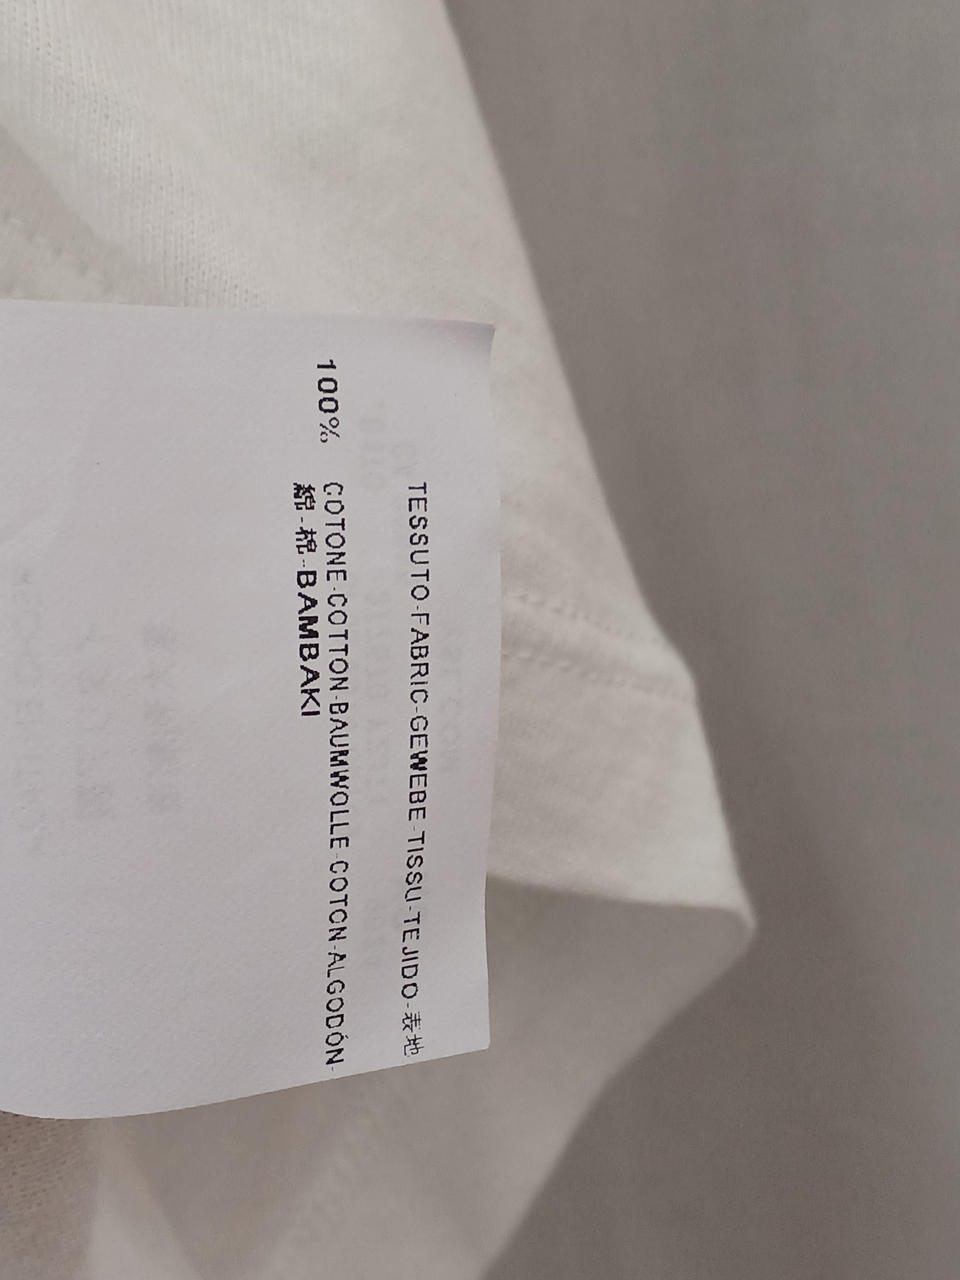 TESSUTO-FABRIC-GEWEBE-TISSU-TEJIDO-表地
100% COTONE-COTTON-BAUMWOLLE-COTON-ALGODÓN-
綿-棉--BAMBAKI